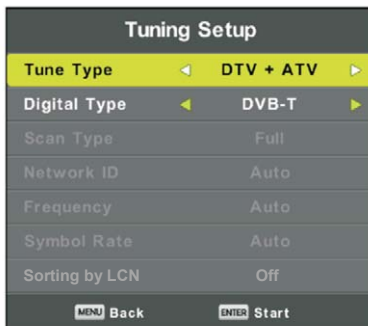 Tuning Setup
Tune Type DTV + ATV
Digital Type DVB-T
Scan Type Full
Network ID Auto
Frequency Auto
Symbol Rate Auto
Sorting by LCN Off
MENU Back ENTER Start